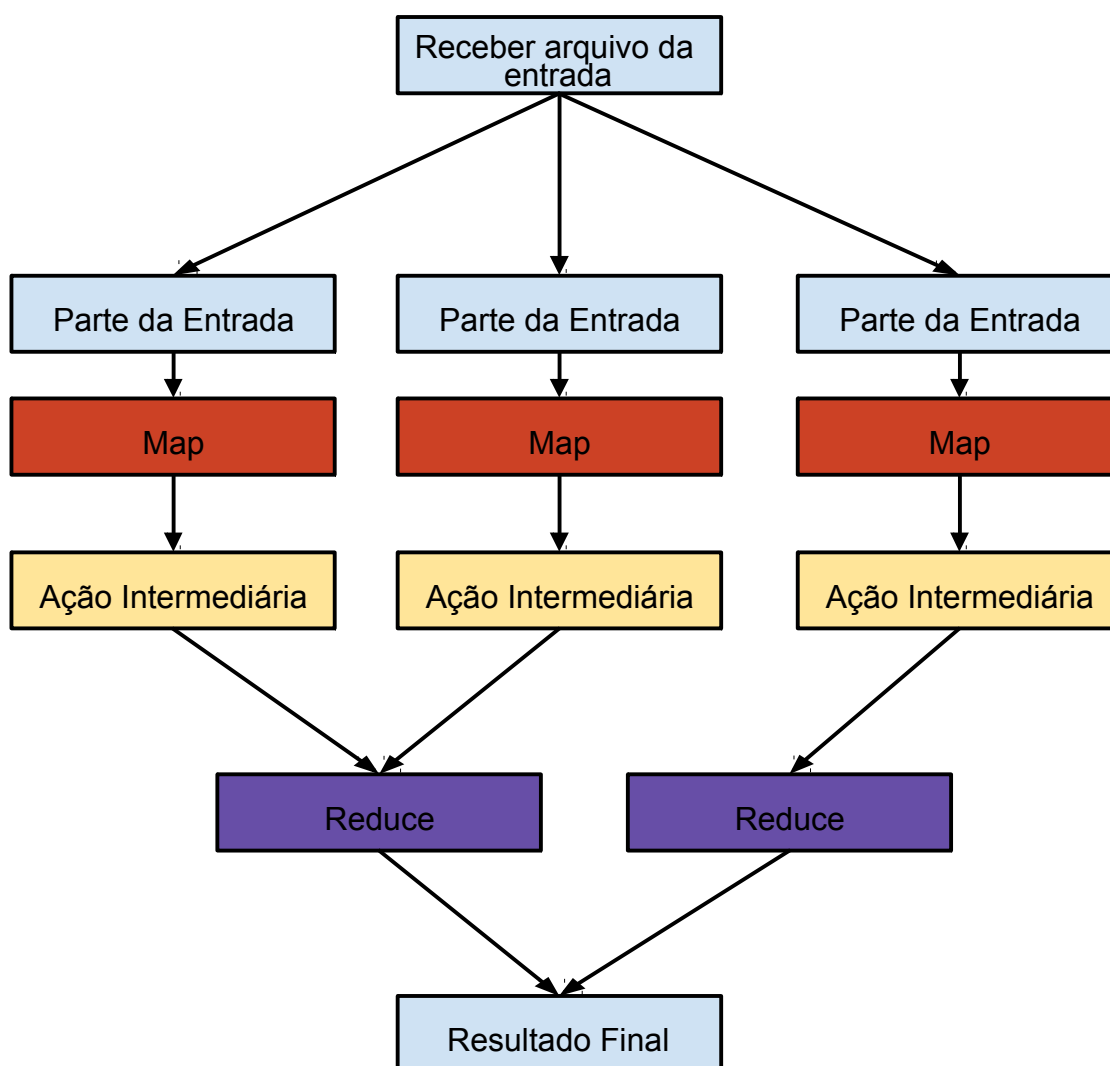 Receber arquivo da
entrada
Parte da Entrada
Parte da Entrada
Parte da Entrada
Map
Map
Map
Ação Intermediária
Ação Intermediária
Ação Intermediária
Reduce
Reduce
Resultado Final